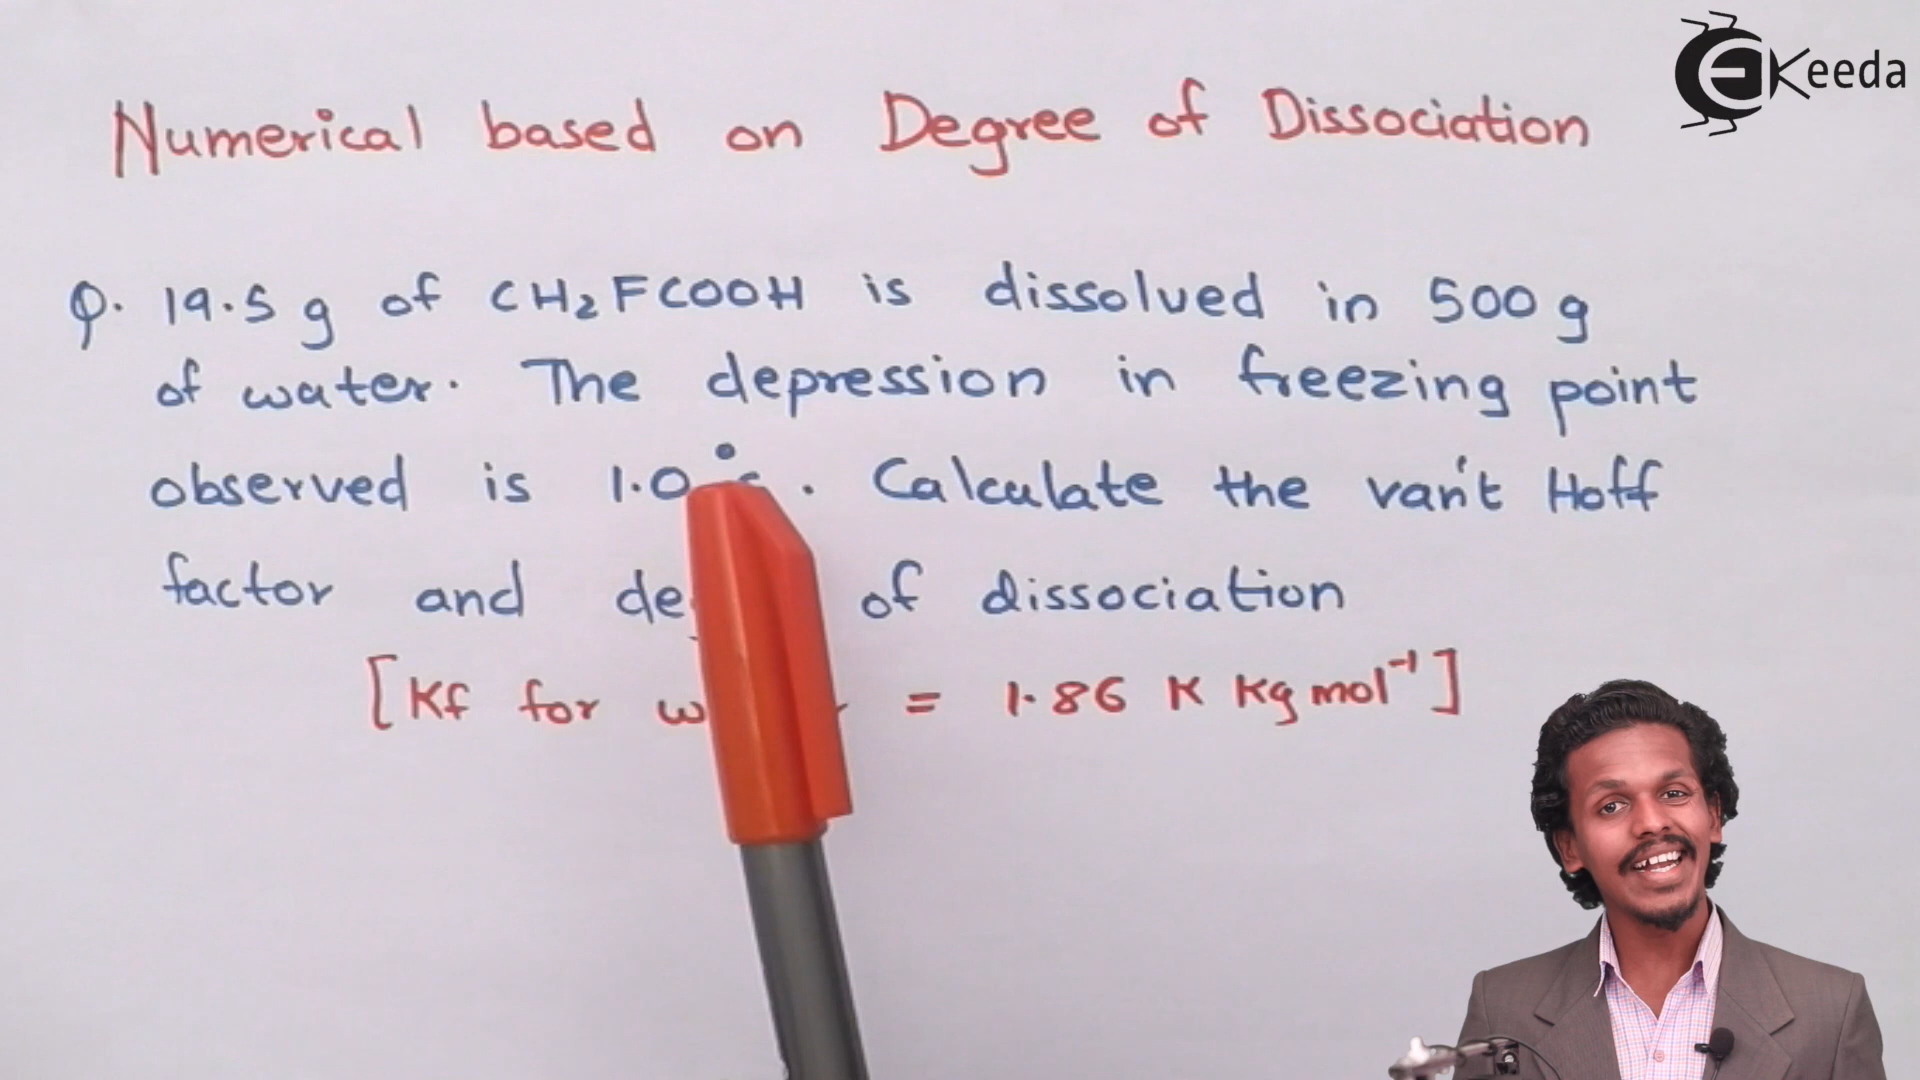 Keeda
Numerical based on Degree of Dissociation
Q. 19.5 g of CH₂FCOOH is dissolved in 500 g
of water. The depression in freezing point
observed is 1.0°. Calculate the van't Hoff
factor and of dissociation
[Kf for = 1.86 K Kg mol⁻¹]